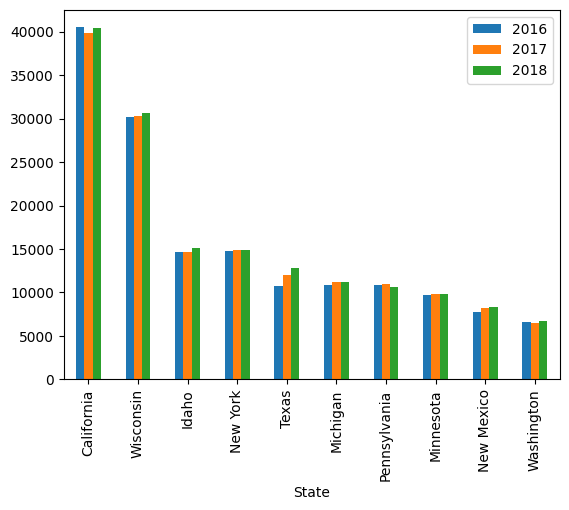 2016
2017
2018
40000
35000
30000
25000
20000
15000
10000
5000
0
California
Wisconsin
Idaho
New York
Texas
Michigan
Pennsylvania
Minnesota
New Mexico
Washington
State